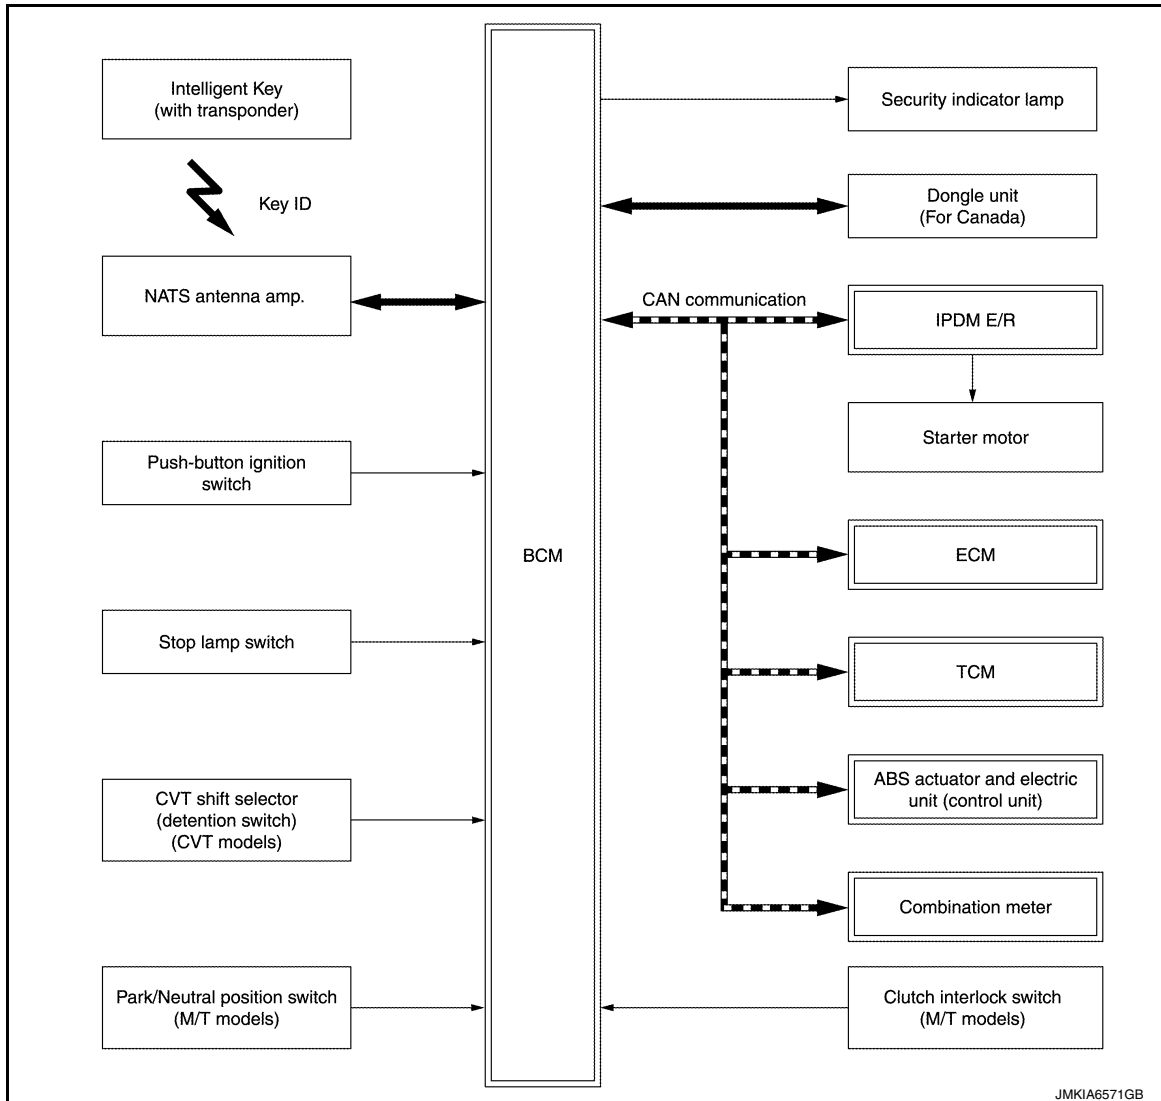 Intelligent Key
(with transponder)
Key ID
NATS antenna amp.
Push-button ignition
switch
Stop lamp switch
CVT shift selector
(detention switch)
(CVT models)
Park/Neutral position switch
(M/T models)
BCM
Security indicator lamp
Dongle unit
(For Canada)
CAN communication
IPDM E/R
Starter motor
ECM
TCM
ABS actuator and electric
unit (control unit)
Combination meter
Clutch interlock switch
(M/T models)
JMKIA6571GB